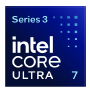 Series 3
intel
CORE
ULTRA 7